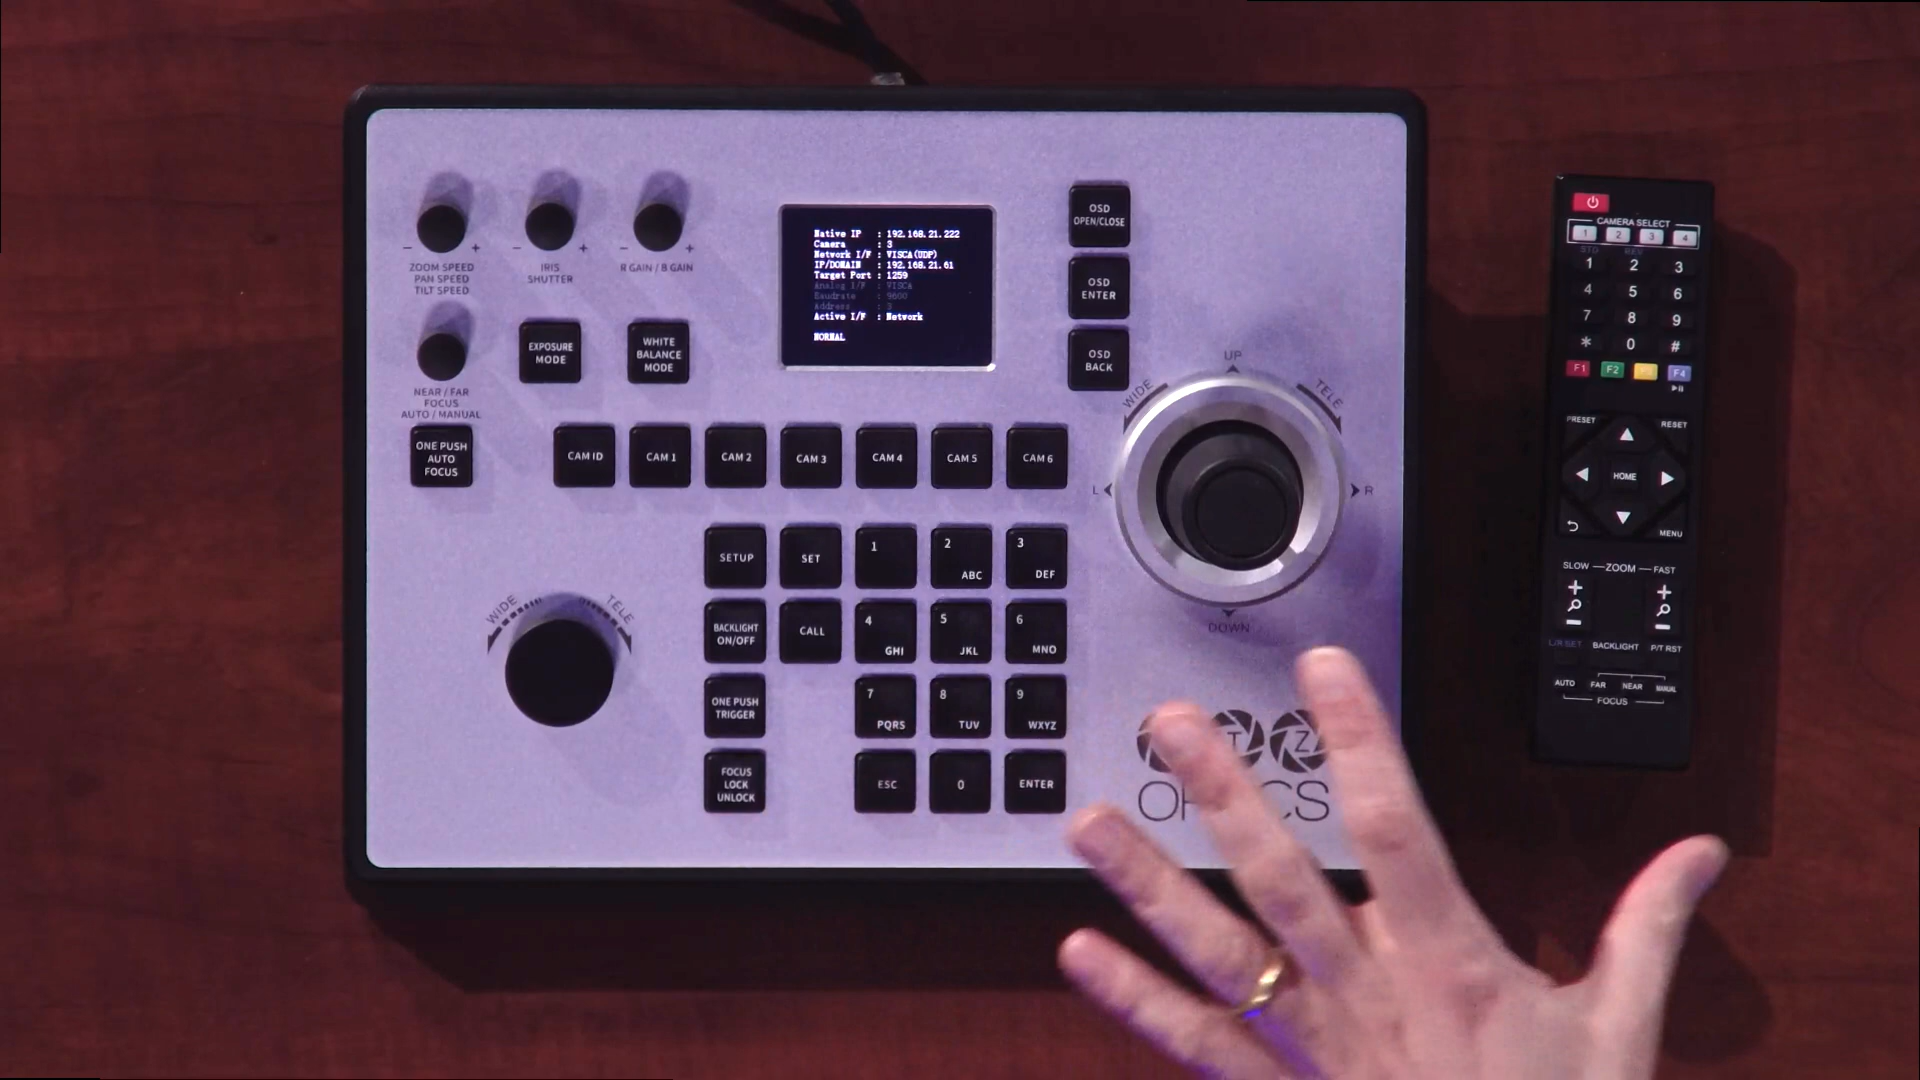 Native IP : 192.168.21.222
Camera : 3
Network I/F : VISCA(UDP)
IP/DOMAIN : 192.168.21.61
Target Port : 1259
Analog I/F : VISCA
Baudrate : 9600
Address : 3
Active I/F : Network
NORMAL
OSD
OPEN/CLOSE
OSD
ENTER
OSD
BACK
- +
ZOOM SPEED
PAN SPEED
TILT SPEED
- +
IRIS
SHUTTER
- +
R GAIN / B GAIN
NEAR / FAR
FOCUS
AUTO / MANUAL
EXPOSURE
MODE
WHITE
BALANCE
MODE
ONE PUSH
AUTO
FOCUS
CAM ID
CAM 1
CAM 2
CAM 3
CAM 4
CAM 5
CAM 6
UP
WIDE
TELE
L
R
DOWN
SETUP
SET
1
2
ABC
3
DEF
BACKLIGHT
ON/OFF
CALL
4
GHI
5
JKL
6
MNO
ONE PUSH
TRIGGER
7
PQRS
8
TUV
9
WXYZ
FOCUS
LOCK
UNLOCK
ESC
0
ENTER
WIDE
TELE
T Z
CAMERA SELECT
1 2 3 4
1 2 3
4 5 6
7 8 9
* 0 #
F1 F2 F4
PRESET RESET
HOME
MENU
SLOW ZOOM FAST
+ +
- -
L/R SET BACKLIGHT P/T RST
AUTO FAR NEAR MANUAL
FOCUS